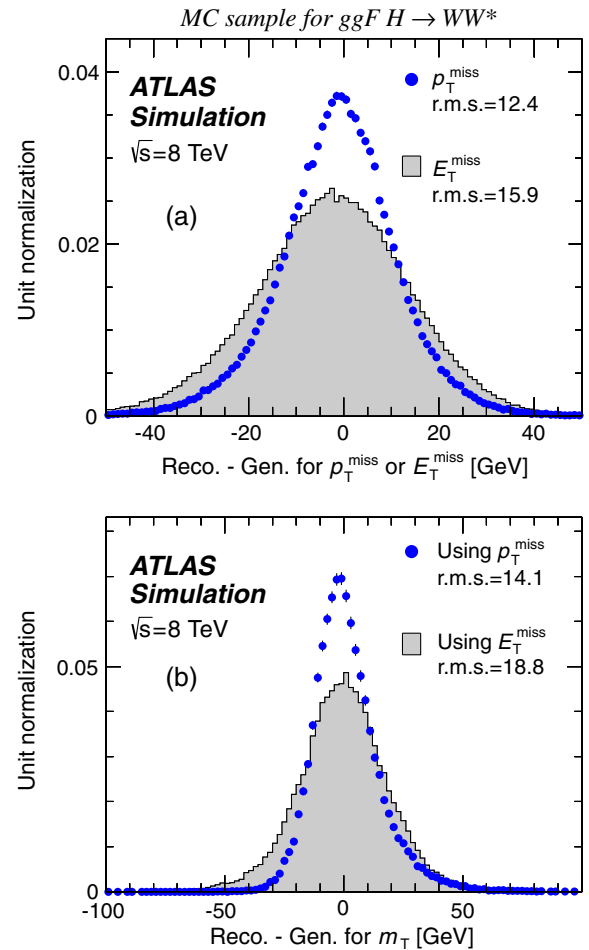 MC sample for ggF H → WW*
0.04
0.02
0
Unit normalization
ATLAS
Simulation
√s=8 TeV
(a)
p_T^miss
r.m.s.=12.4
E_T^miss
r.m.s.=15.9
-40 -20 0 20 40
Reco. - Gen. for p_T^miss or E_T^miss [GeV]
0.05
0
Unit normalization
ATLAS
Simulation
√s=8 TeV
(b)
Using p_T^miss
r.m.s.=14.1
Using E_T^miss
r.m.s.=18.8
-100 -50 0 50
Reco. - Gen. for m_T [GeV]